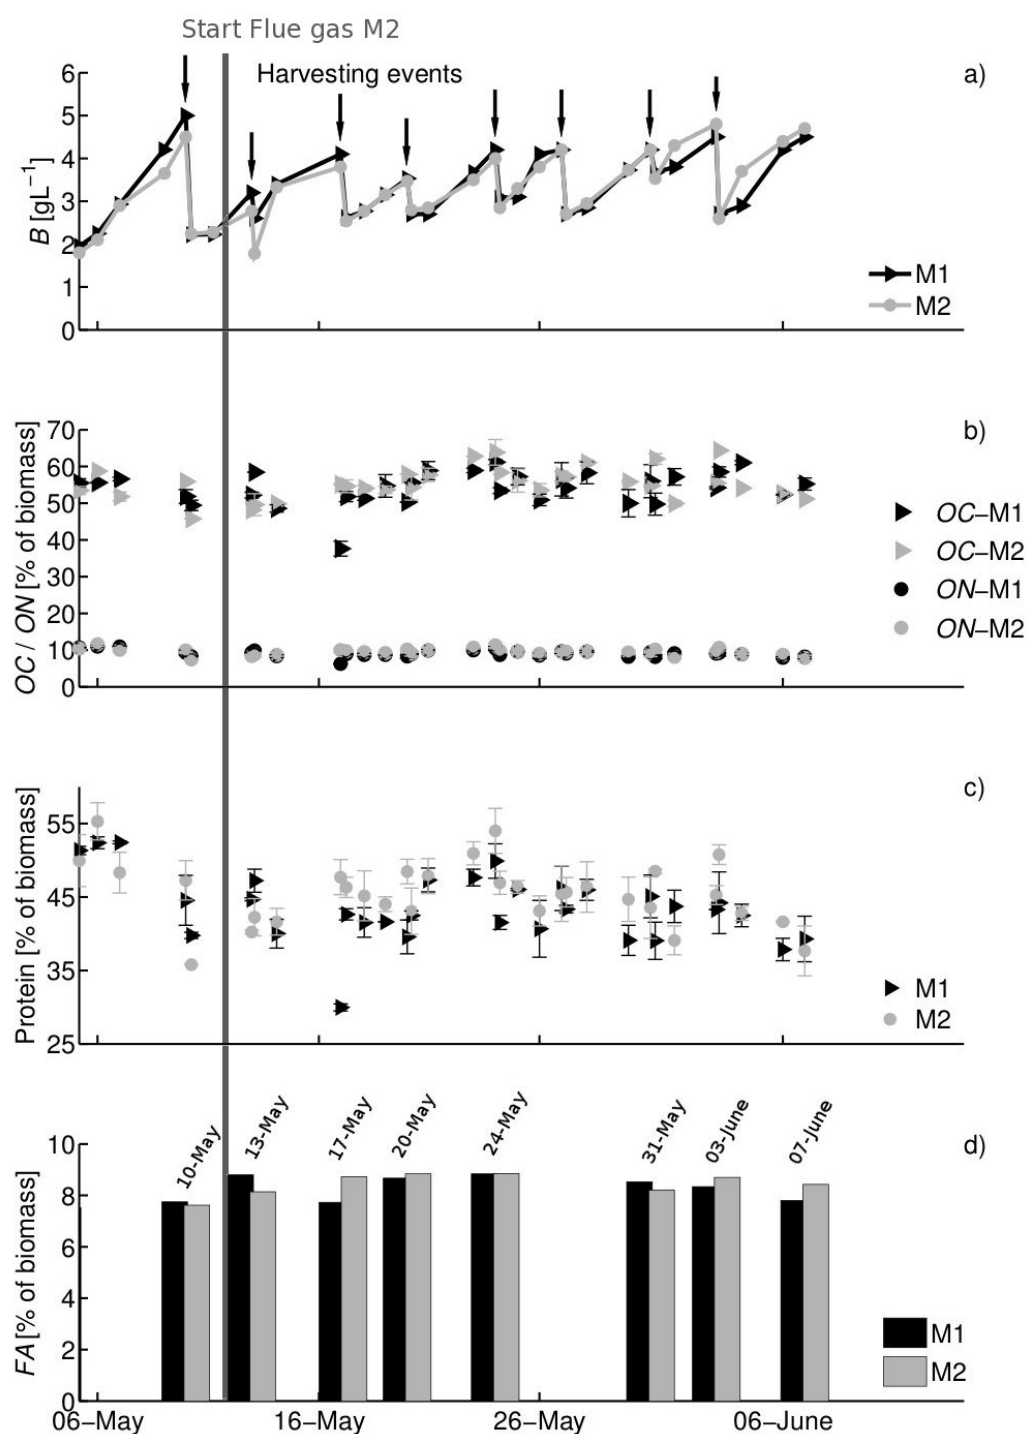 Start Flue gas M2
Harvesting events
a)
B [gL−1]
6
5
4
3
2
1
0
M1
M2
b)
OC / ON [% of biomass]
70
60
50
40
30
20
10
0
OC–M1
OC–M2
ON–M1
ON–M2
c)
Protein [% of biomass]
55
45
35
25
M1
M2
d)
FA [% of biomass]
10
8
6
4
2
0
10-May
13-May
17-May
20-May
24-May
31-May
03-June
07-June
M1
M2
06–May
16–May
26–May
06–June